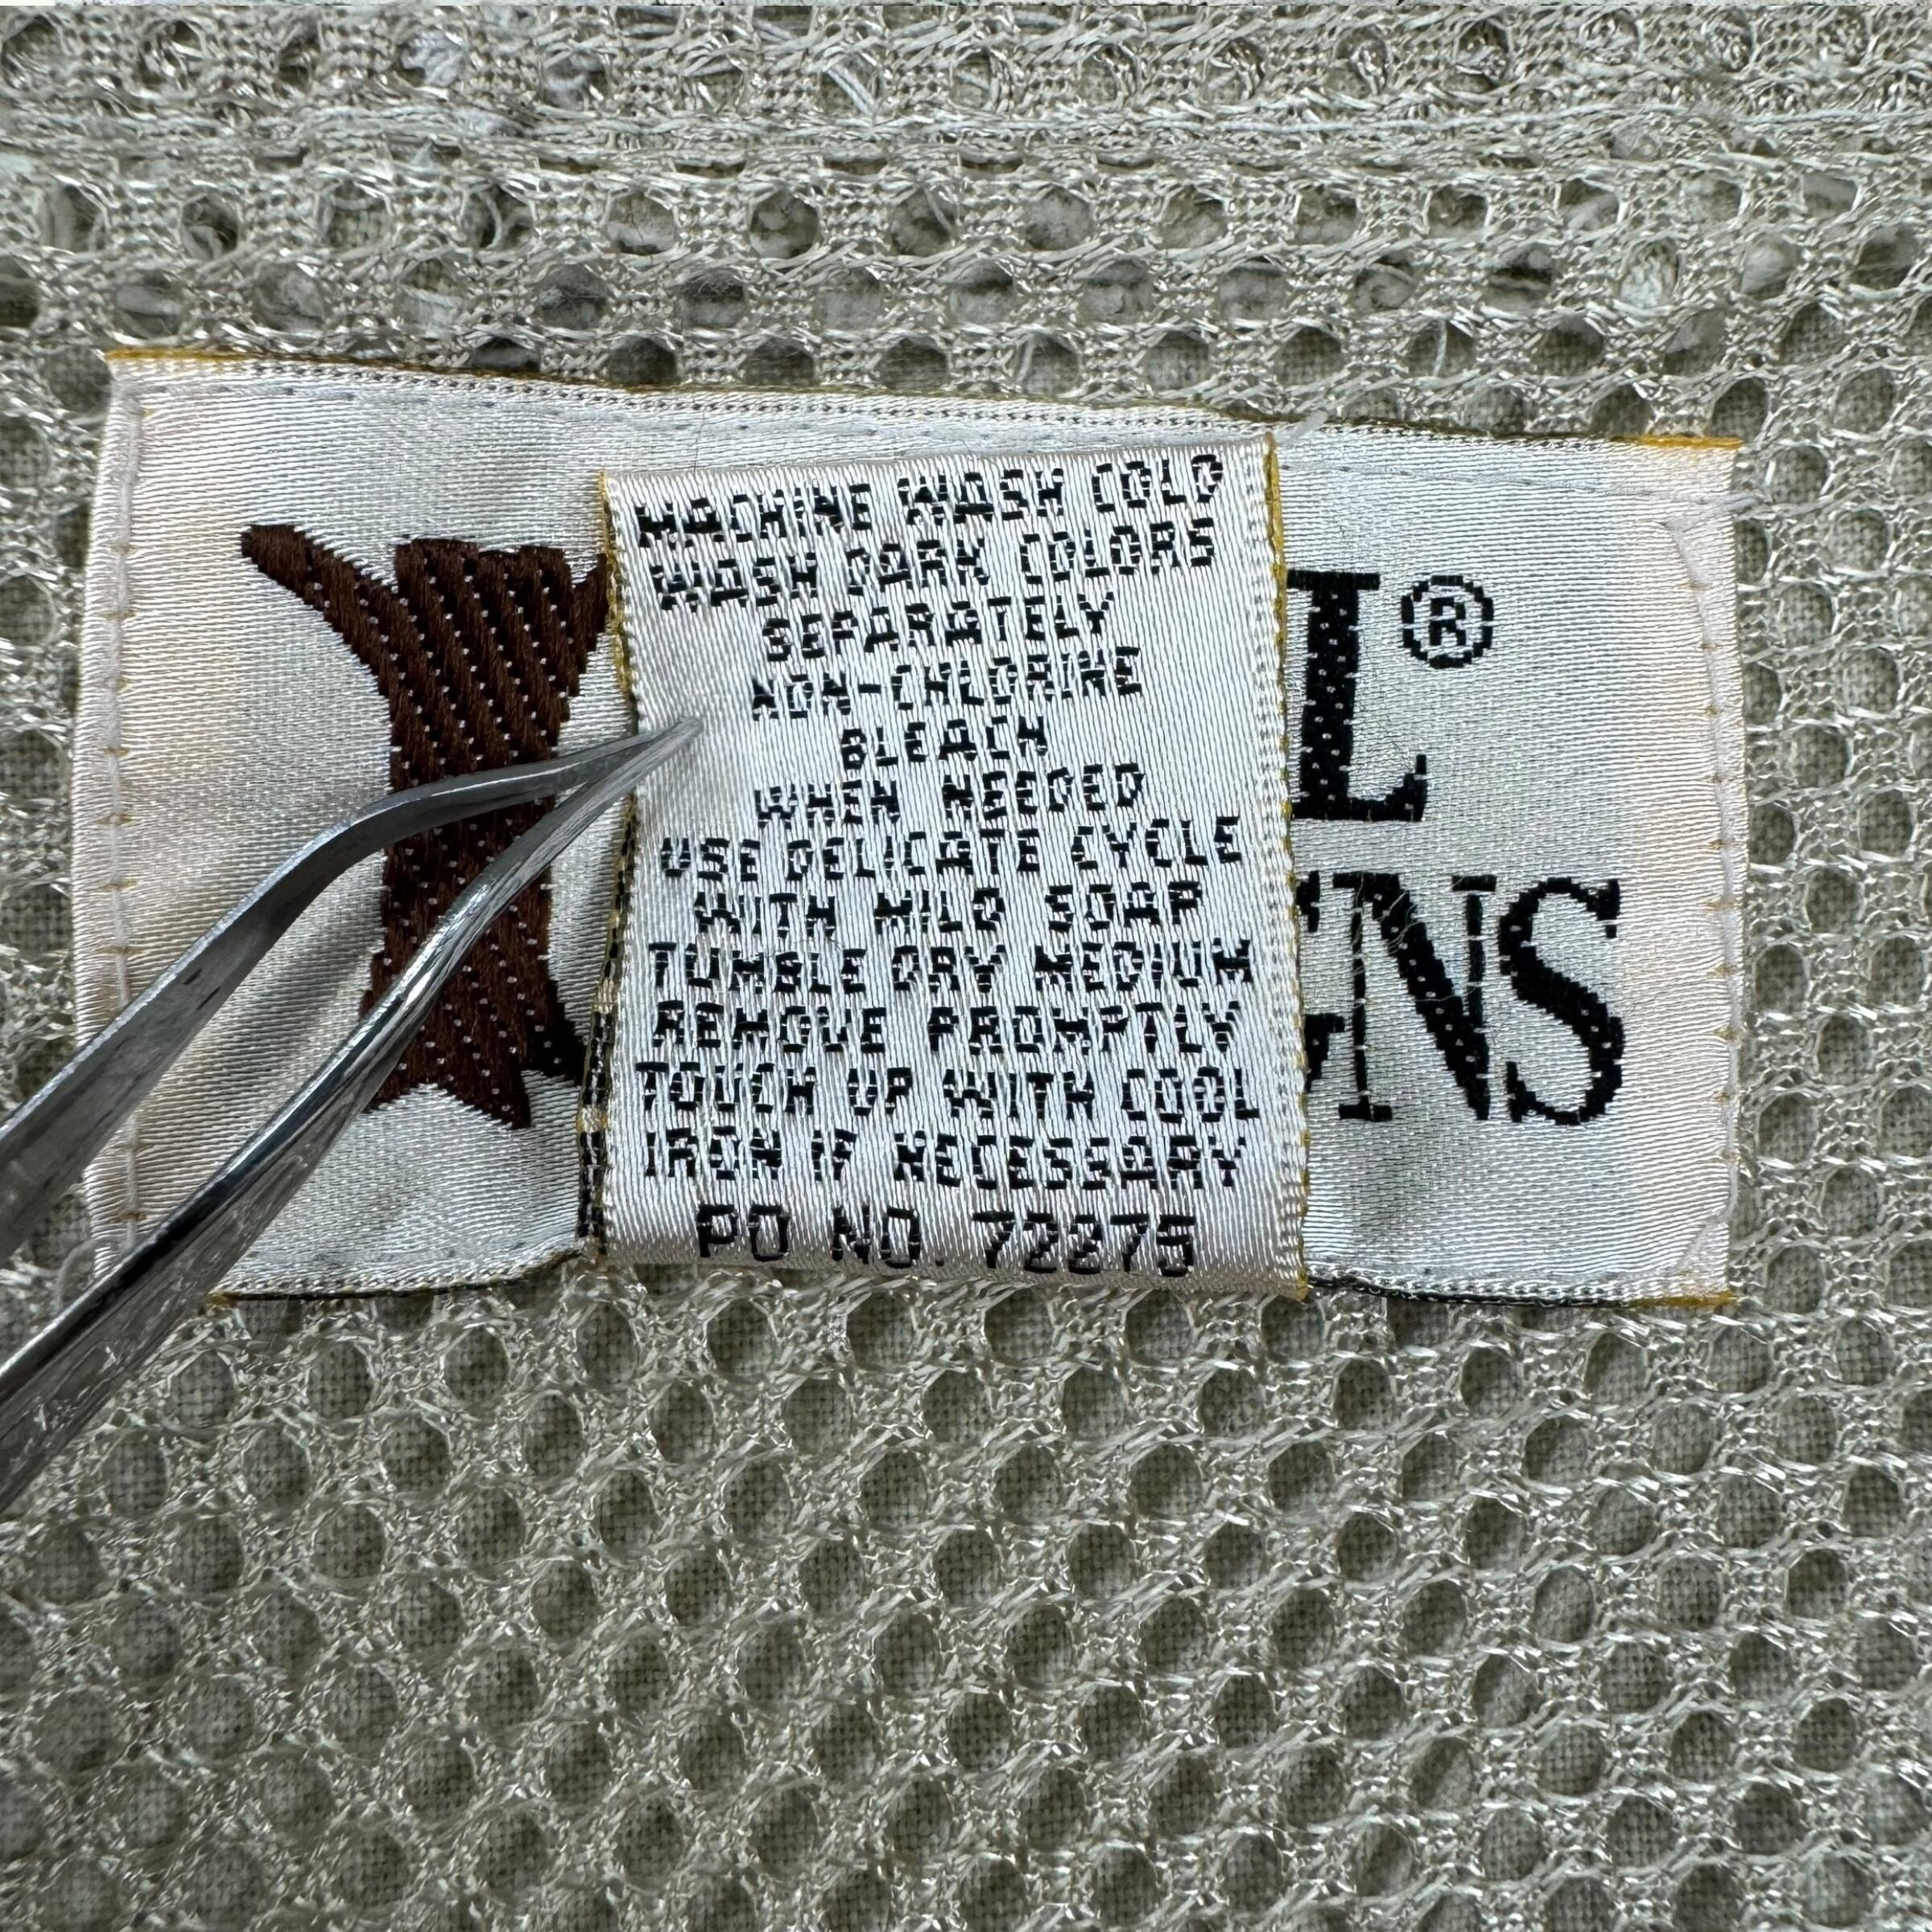 MACHINE WASH COLD
WASH DARK COLORS
SEPARATELY
NON-CHLORINE
BLEACH
WHEN NEEDED
USE DELICATE CYCLE
WITH MILD SOAP
TUMBLE DRY MEDIUM
REMOVE PROMPTLY
TOUCH UP WITH COOL
IRON IF NECESSARY
PO NO. 72275
L®
GNS